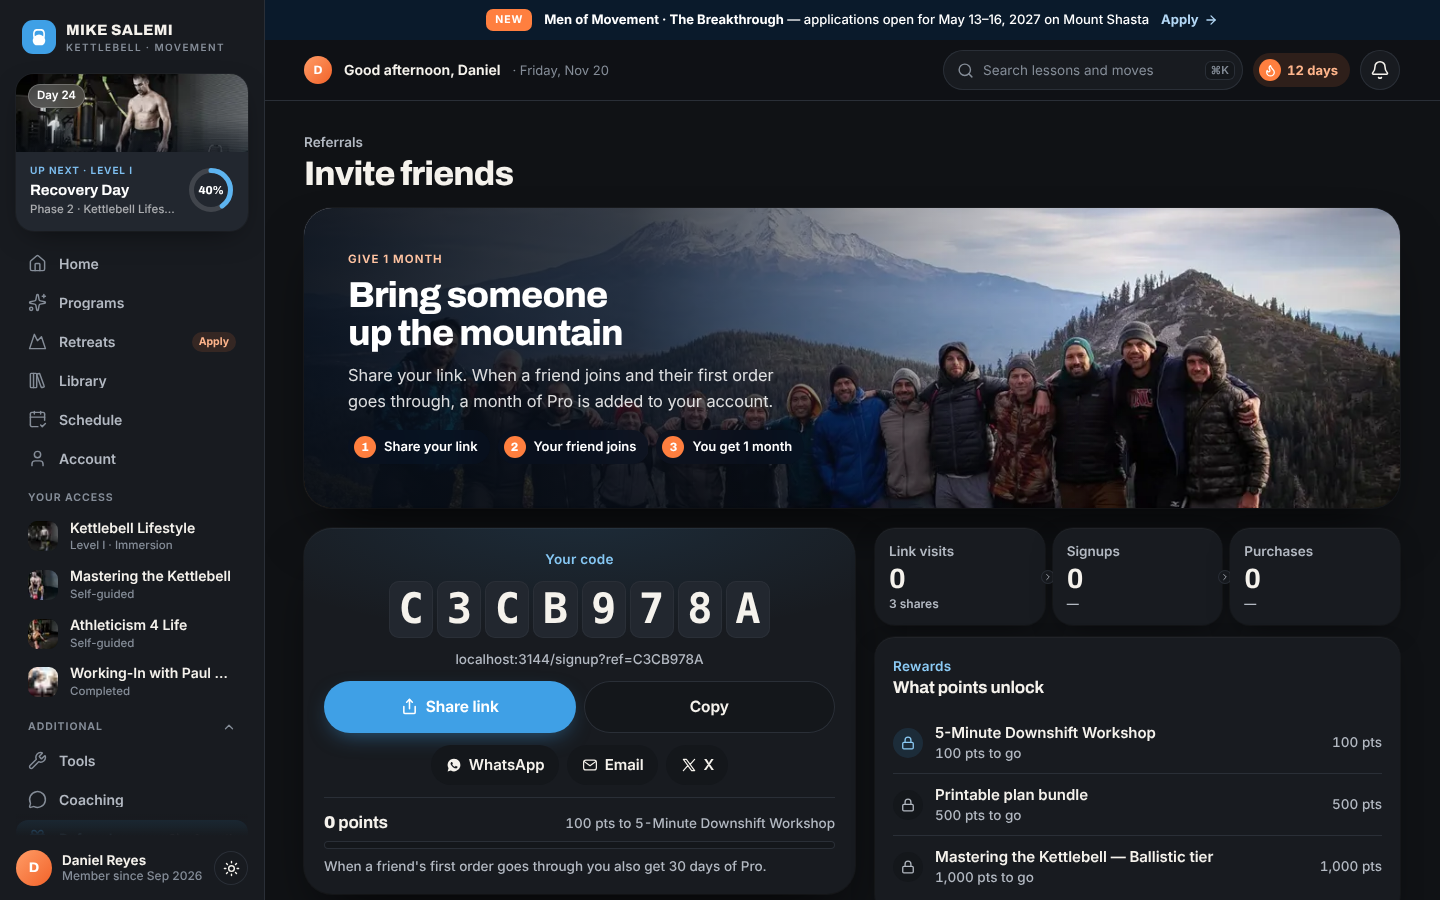 MIKE SALEMI
KETTLEBELL · MOVEMENT
Day 24
UP NEXT · LEVEL I
Recovery Day
Phase 2 · Kettlebell Lifes...
40%
Home
Programs
Retreats
Apply
Library
Schedule
Account
YOUR ACCESS
Kettlebell Lifestyle
Level I · Immersion
Mastering the Kettlebell
Self-guided
Athleticism 4 Life
Self-guided
Working-In with Paul ...
Completed
ADDITIONAL
Tools
Coaching
D
Daniel Reyes
Member since Sep 2026
NEW Men of Movement · The Breakthrough — applications open for May 13–16, 2027 on Mount Shasta Apply →
D Good afternoon, Daniel · Friday, Nov 20
Search lessons and moves ⌘K
12 days
Referrals
Invite friends
GIVE 1 MONTH
Bring someone
up the mountain
Share your link. When a friend joins and their first order
goes through, a month of Pro is added to your account.
1 Share your link 2 Your friend joins 3 You get 1 month
Your code
C3CB978A
localhost:3144/signup?ref=C3CB978A
Share link
Copy
WhatsApp
Email
X
0 points
100 pts to 5-Minute Downshift Workshop
When a friend's first order goes through you also get 30 days of Pro.
Link visits
0
3 shares
Signups
0
—
Purchases
0
—
Rewards
What points unlock
5-Minute Downshift Workshop
100 pts to go
100 pts
Printable plan bundle
500 pts to go
500 pts
Mastering the Kettlebell — Ballistic tier
1,000 pts to go
1,000 pts